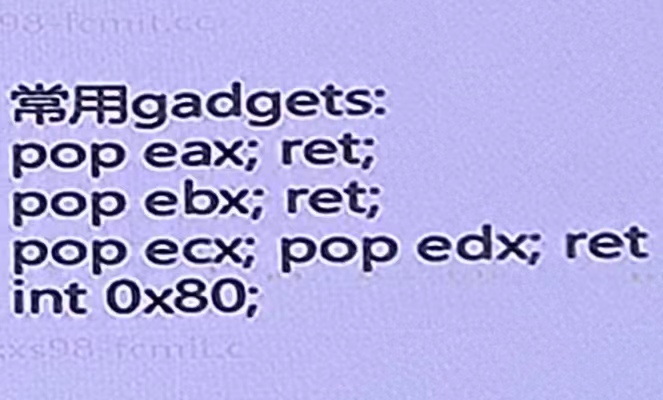 常用gadgets:
pop eax; ret;
pop ebx; ret;
pop ecx; pop edx; ret
int 0x80;